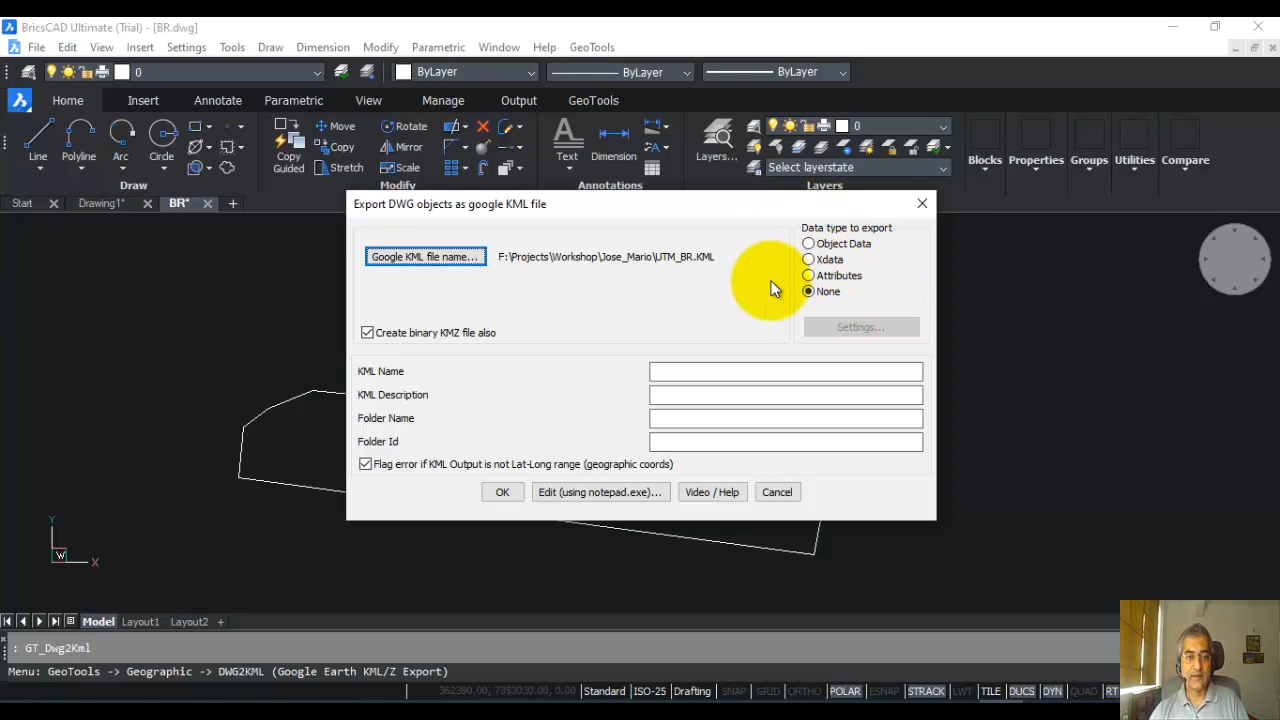 BricsCAD Ultimate (Trial) - [BR.dwg]
File Edit View Insert Settings Tools Draw Dimension Modify Parametric Window Help GeoTools
0 ByLayer ByLayer ByLayer
Home Insert Annotate Parametric View Manage Output GeoTools
Line Polyline Arc Circle
Draw
Copy Guided
Move
Copy
Stretch
Rotate
Mirror
Scale
Modify
Text Dimension
Annotations
Layers...
0
Select layerstate
Layers
Blocks Properties Groups Utilities Compare
Start Drawing1* BR*
Export DWG objects as google KML file
Google KML file name... F:\Projects\Workshop\Jose_Mario\UTM_BR.KML
Data type to export
Object Data
Xdata
Attributes
None
Settings...
Create binary KMZ file also
KML Name
KML Description
Folder Name
Folder Id
Flag error if KML Output is not Lat-Long range (geographic coords)
OK Edit (using notepad.exe)... Video / Help Cancel
Y
W
X
Model Layout1 Layout2
: GT_Dwg2Kml
Menu: GeoTools -> Geographic -> DWG2KML (Google Earth KML/Z Export)
362390.00, 7353030.00, 0.00 Standard ISO-25 Drafting SNAP GRID ORTHO POLAR ESNAP STRACK LWT TILE DUCS DYN QUAD RT